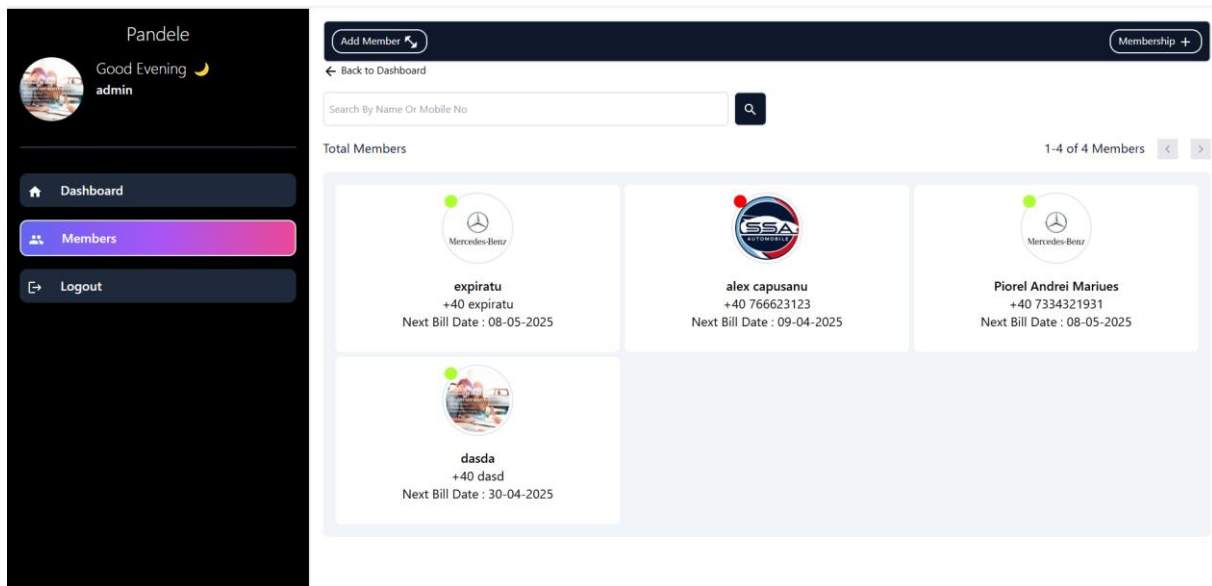 Pandele
Good Evening 🌙
admin
Dashboard
Members
Logout
Add Member
Membership +
← Back to Dashboard
Search By Name Or Mobile No
Total Members
1-4 of 4 Members < >
Mercedes-Benz
expiratu
+40 expiratu
Next Bill Date : 08-05-2025
SSA
AUTOMOBILE
alex capusanu
+40 766623123
Next Bill Date : 09-04-2025
Mercedes-Benz
Piorel Andrei Mariues
+40 7334321931
Next Bill Date : 08-05-2025
dasda
+40 dasd
Next Bill Date : 30-04-2025